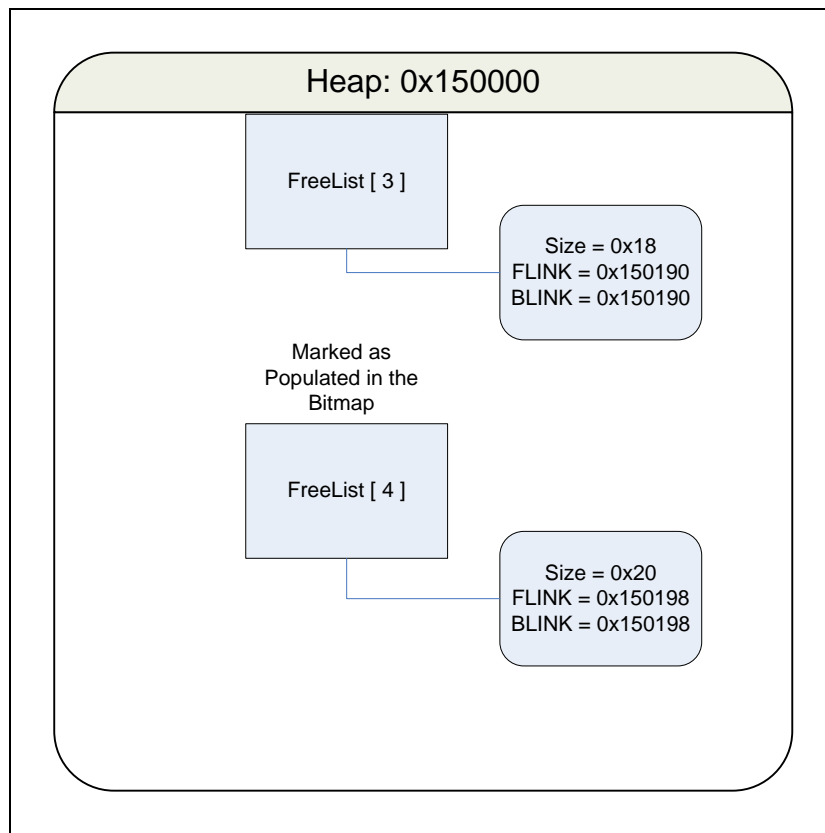 Heap: 0x150000
FreeList [ 3 ]
Size = 0x18
FLINK = 0x150190
BLINK = 0x150190
Marked as
Populated in the
Bitmap
FreeList [ 4 ]
Size = 0x20
FLINK = 0x150198
BLINK = 0x150198